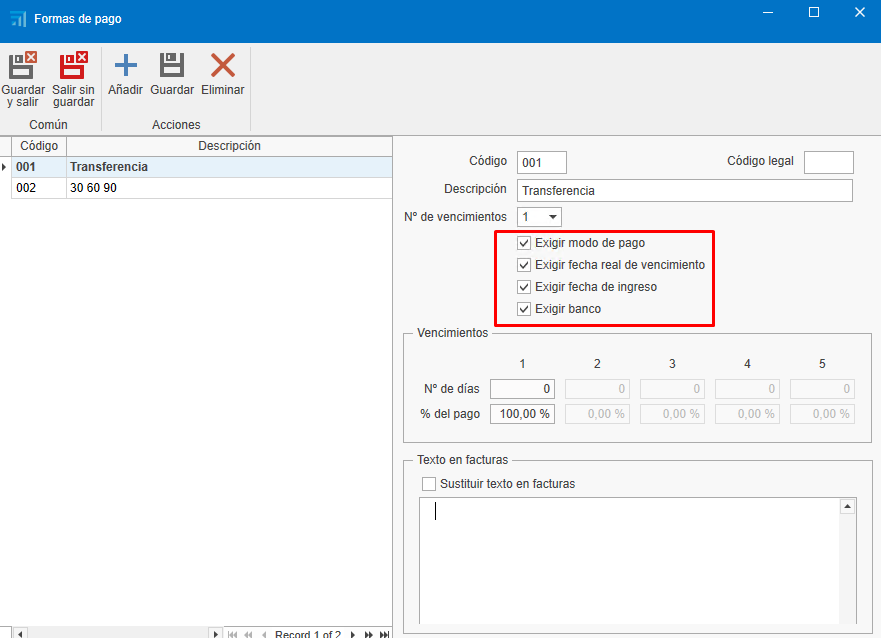 Formas de pago
Guardar y salir
Salir sin guardar
Añadir
Guardar
Eliminar
Común
Acciones
Código Descripción
001 Transferencia
002 30 60 90
Record 1 of 2
Código 001 Código legal
Descripción Transferencia
Nº de vencimientos 1
Exigir modo de pago
Exigir fecha real de vencimiento
Exigir fecha de ingreso
Exigir banco
Vencimientos
1 2 3 4 5
Nº de días 0 0 0 0 0
% del pago 100,00 % 0,00 % 0,00 % 0,00 % 0,00 %
Texto en facturas
Sustituir texto en facturas